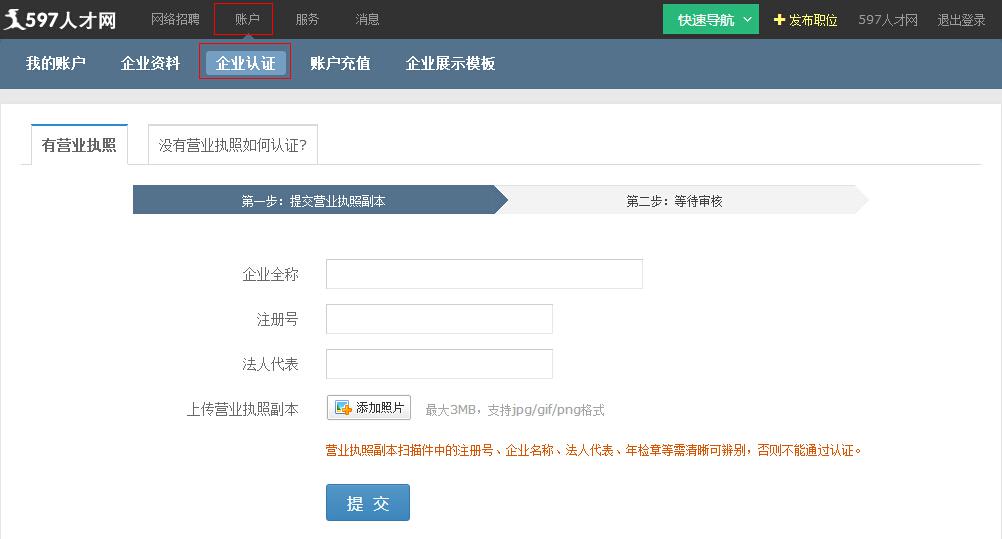 597人才网 网络招聘 账户 服务 消息 快速导航 发布职位 597人才网 退出登录
我的账户 企业资料 企业认证 账户充值 企业展示模板
有营业执照 没有营业执照如何认证?
第一步：提交营业执照副本 第二步：等待审核
企业全称
注册号
法人代表
上传营业执照副本 添加照片 最大3MB，支持jpg/gif/png格式
营业执照副本扫描件中的注册号、企业名称、法人代表、年检章等需清晰可辨别，否则不能通过认证。
提 交